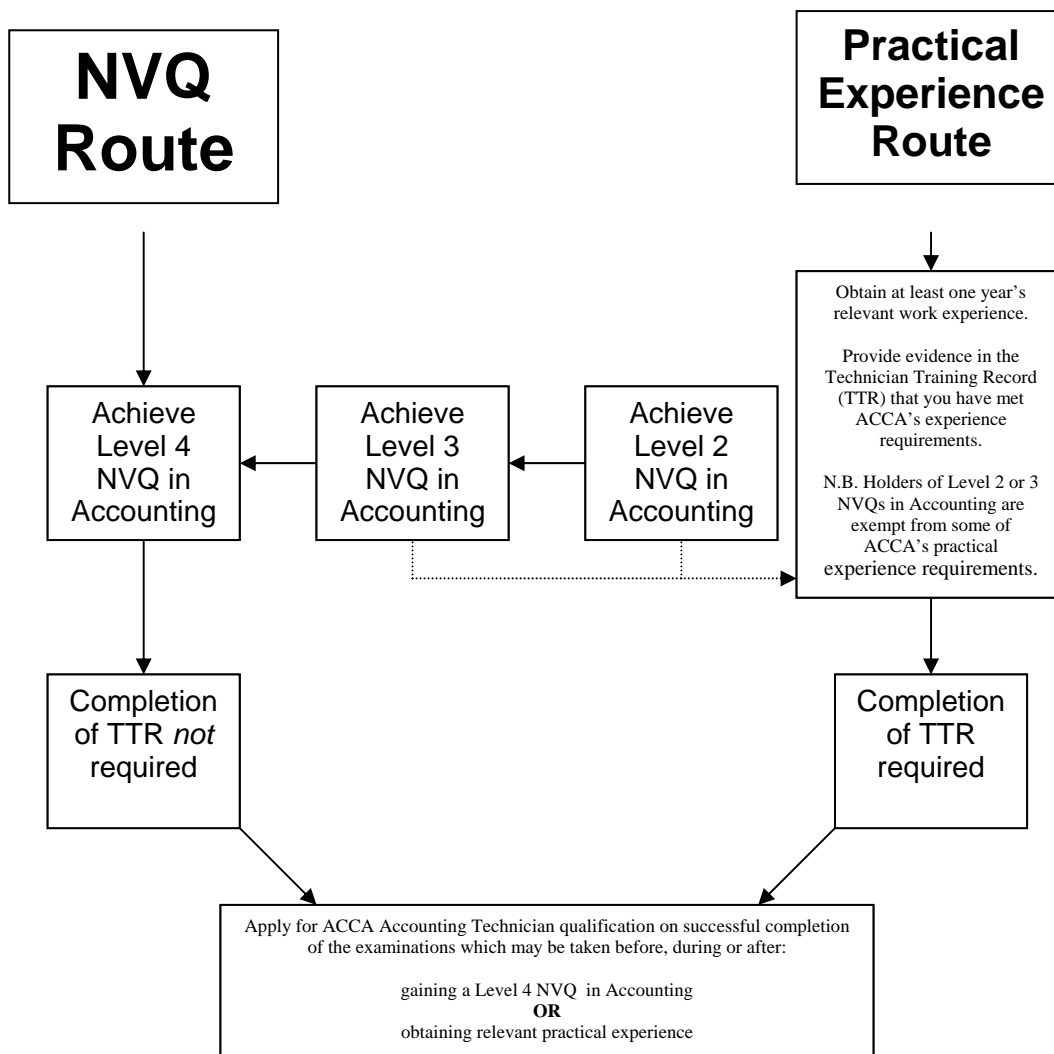 NVQ
Route
Practical
Experience
Route
Obtain at least one year’s
relevant work experience.
Provide evidence in the
Technician Training Record
(TTR) that you have met
ACCA’s experience
requirements.
N.B. Holders of Level 2 or 3
NVQs in Accounting are
exempt from some of
ACCA’s practical
experience requirements.
Achieve
Level 4
NVQ in
Accounting
Achieve
Level 3
NVQ in
Accounting
Achieve
Level 2
NVQ in
Accounting
Completion
of TTR not
required
Completion
of TTR
required
Apply for ACCA Accounting Technician qualification on successful completion
of the examinations which may be taken before, during or after:
gaining a Level 4 NVQ in Accounting
OR
obtaining relevant practical experience